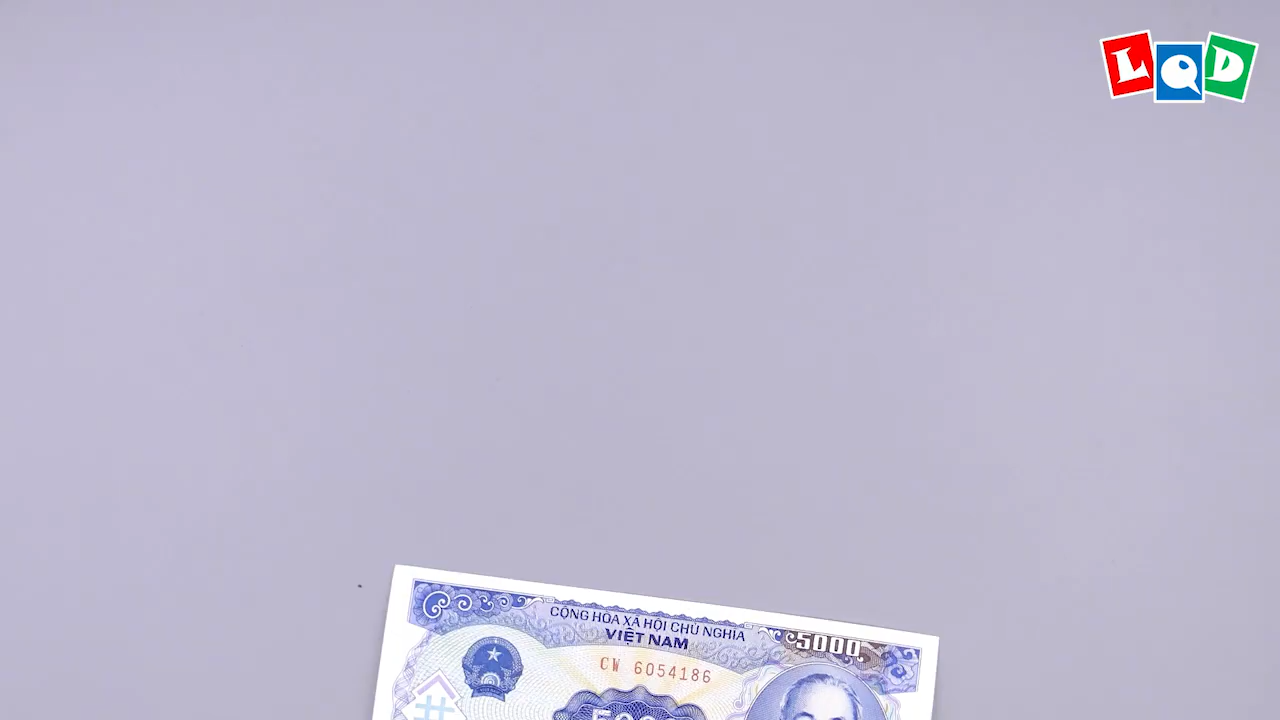 LQD
CỘNG HÒA XÃ HỘI CHỦ NGHĨA
VIỆT NAM
5000
CW 6054186